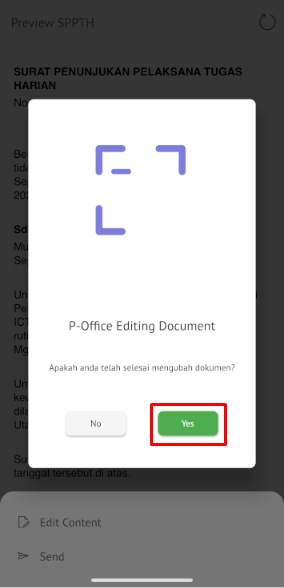 Preview SPPTH
SURAT PENUNJUKAN PELAKSANA TUGAS
HARIAN
No
Be
tida
Se
202
Sd
Mu
Se
P-Office Editing Document
Un
Pe
ICT
ruti
Mg
Apakah anda telah selesai mengubah dokumen?
Un
kew
dila
Uta
No
Yes
Su
tanggal tersebut di atas.
Edit Content
Send